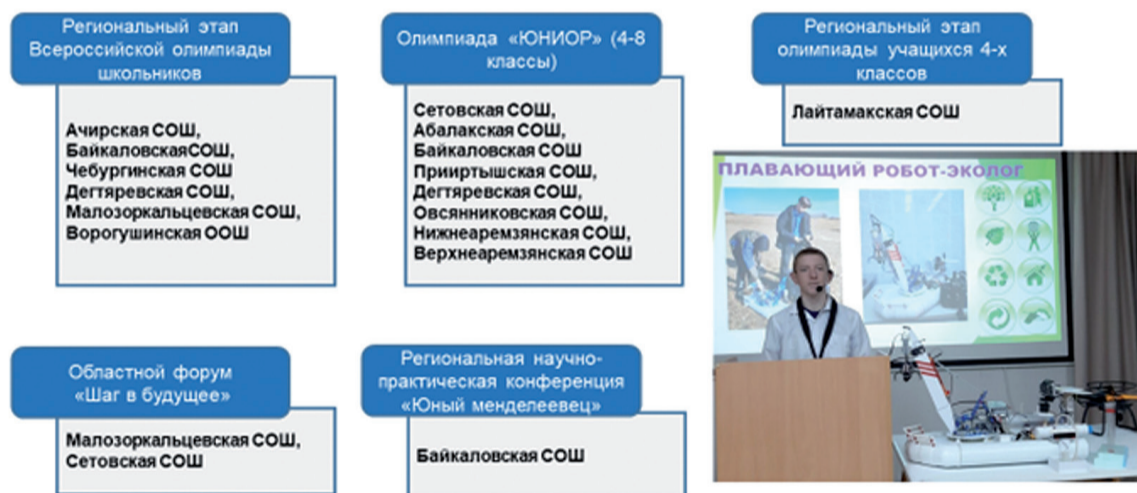 Региональный этап
Всероссийской олимпиады
школьников
Ачирская СОШ,
БайкаловскаяСОШ,
Чебургинская СОШ
Дегтяревская СОШ,
Малозоркальцевская СОШ,
Ворогушинская ООШ
Олимпиада «ЮНИОР» (4-8
классы)
Сетовская СОШ,
Абалакская СОШ,
Байкаловская СОШ
Прииртышская СОШ,
Дегтяревская СОШ,
Овсянниковская СОШ,
Нижнеаремзянская СОШ,
Верхнеаремзянская СОШ
Региональный этап
олимпиады учащихся 4-х
классов
Лайтамакская СОШ
ПЛАВАЮЩИЙ РОБОТ-ЭКОЛОГ
Областной форум
«Шаг в будущее»
Малозоркальцевская СОШ,
Сетовская СОШ
Региональная научно-
практическая конференция
«Юный менделеевец»
Байкаловская СОШ